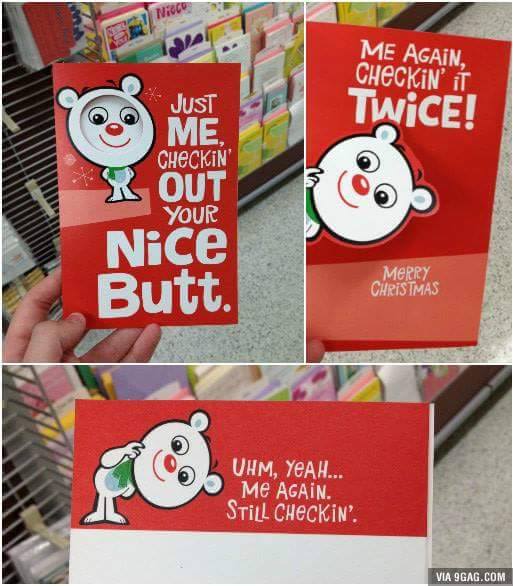 JUST
ME,
CHECKiN'
OUT
YOUR
NiCe
BUTT.
ME AGAiN,
CHECKiN' iT
TWiCE!
MERRY
CHRISTMAS
UHM, YeAH...
Me AGAiN.
STiLL CHeCKiN'.
VIA 9GAG.COM